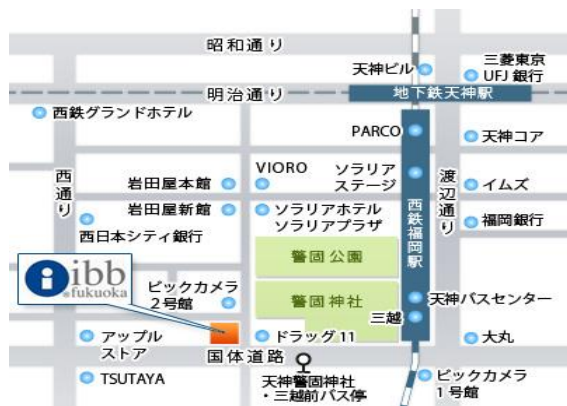 昭和通り
天神ビル
三菱東京
UFJ銀行
明治通り
地下鉄天神駅
西鉄グランドホテル
PARCO
天神コア
西通り
岩田屋本館
VIORO
ソラリア
ステージ
渡辺通り
イムズ
岩田屋新館
ソラリアホテル
ソラリアプラザ
西鉄福岡駅
福岡銀行
西日本シティ銀行
警固公園
ibb
fukuoka
ビックカメラ
2号館
警固神社
天神バスセンター
三越
アップル
ストア
ドラッグ11
大丸
国体道路
TSUTAYA
天神警固神社
・三越前バス停
ビックカメラ
1号館